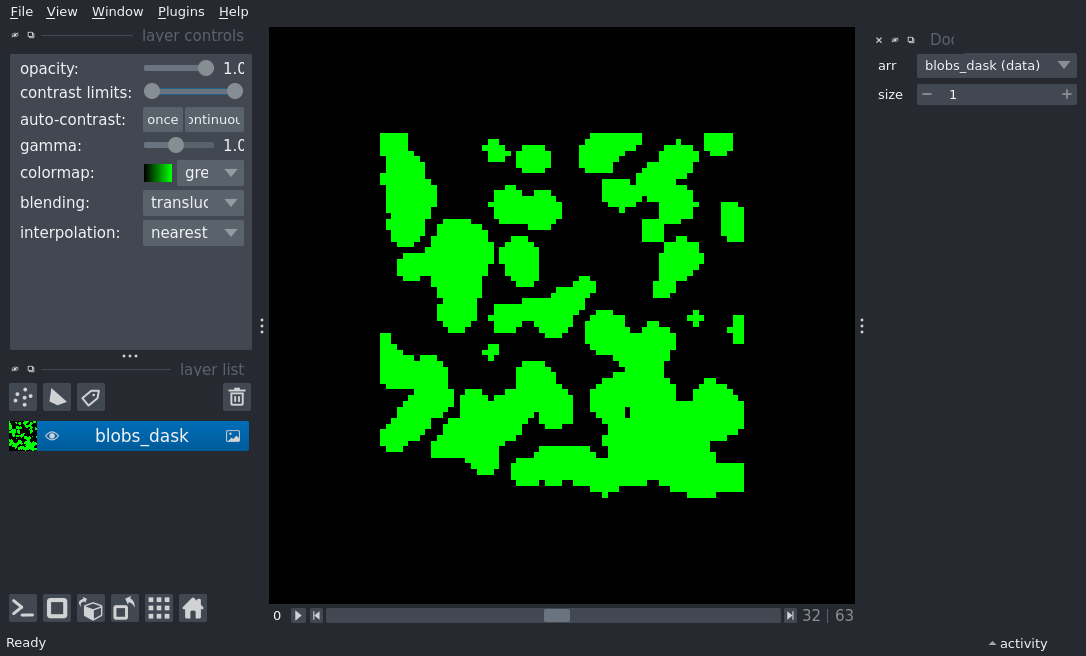 File View Window Plugins Help
layer controls
opacity: 1.0
contrast limits:
auto-contrast: once ontinuou
gamma: 1.0
colormap: gre
blending: transluc
interpolation: nearest
layer list
blobs_dask
0 32 | 63
Ready
Doc
arr blobs_dask (data)
size 1
activity